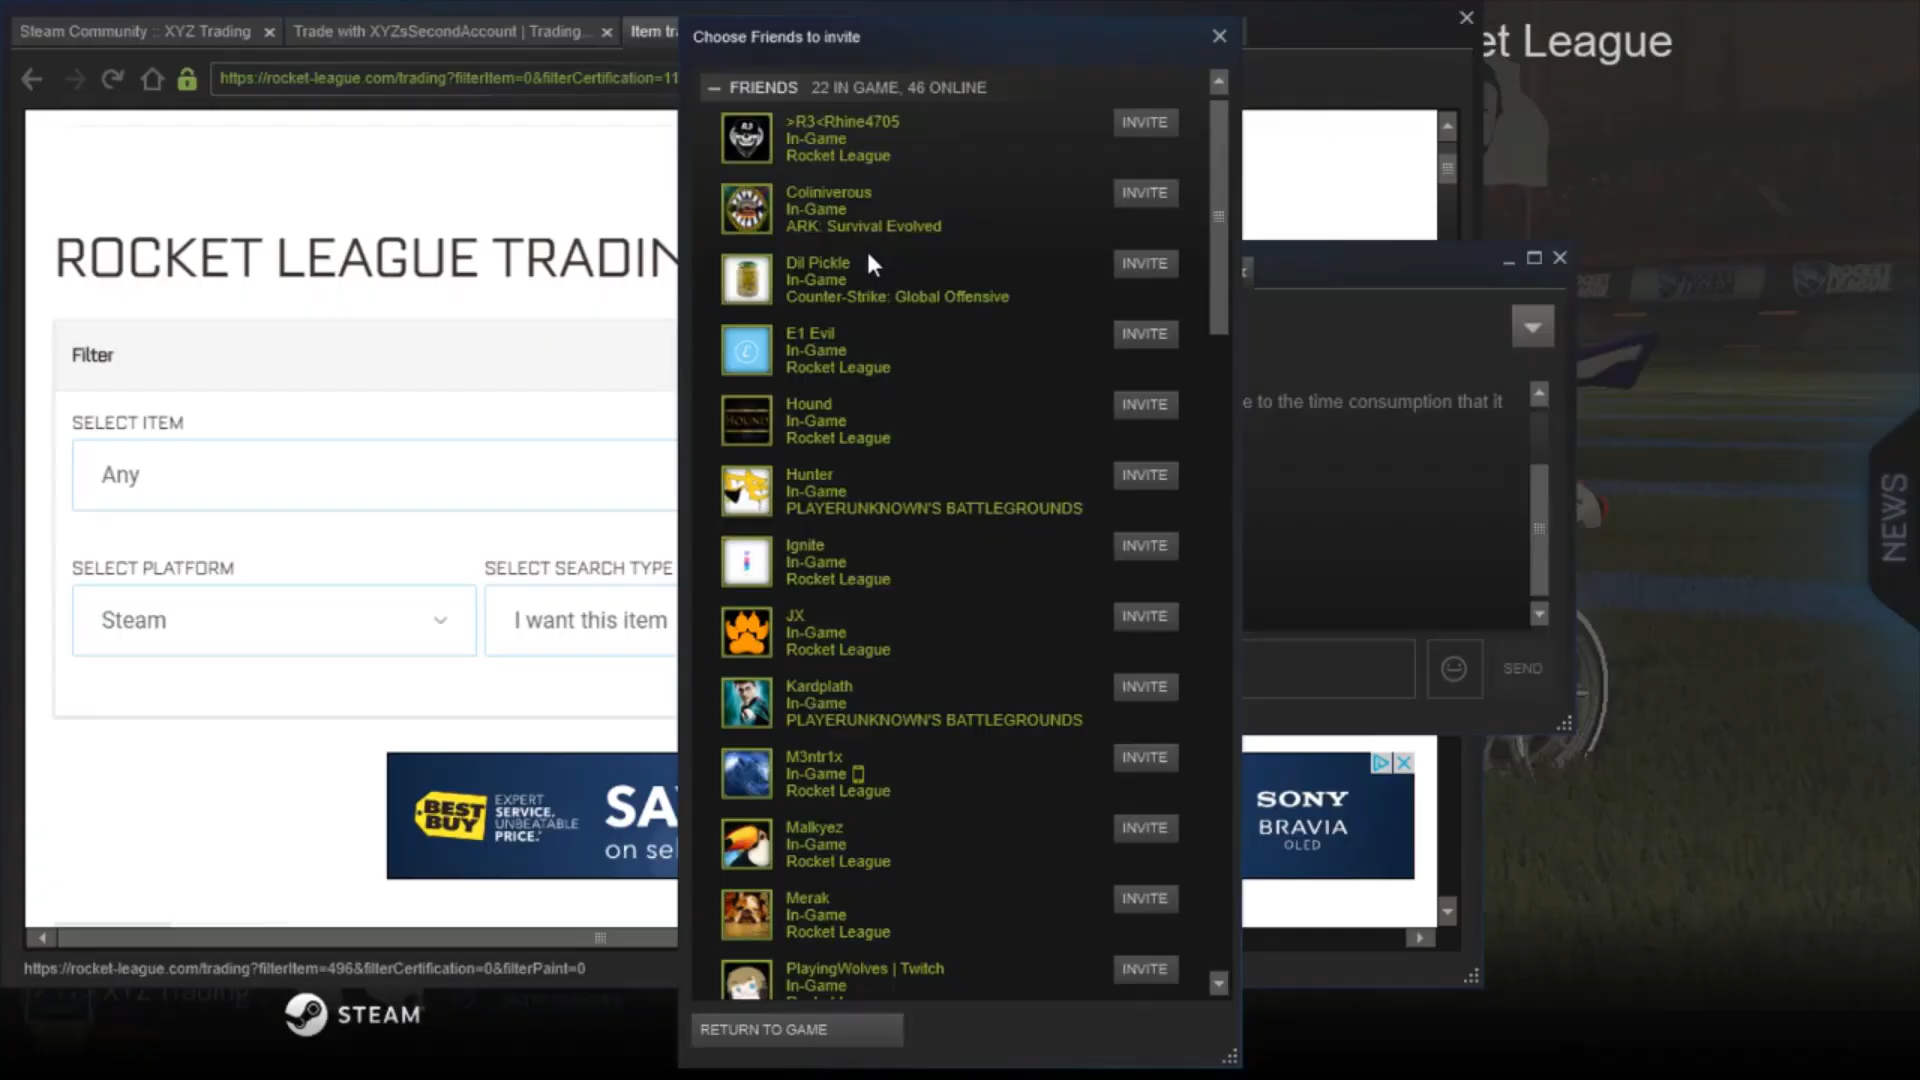 Steam Community :: XYZ Trading
Trade with XYZsSecondAccount | Trading...
Item tra
https://rocket-league.com/trading?filterItem=0&filterCertification=11
ROCKET LEAGUE TRADIN
Filter
SELECT ITEM
Any
SELECT PLATFORM
SELECT SEARCH TYPE
Steam
I want this item
BEST BUY
EXPERT SERVICE. UNBEATABLE PRICE.
SA
on sel
https://rocket-league.com/trading?filterItem=496&filterCertification=0&filterPaint=0
XYZ Trading
STEAM
Choose Friends to invite
FRIENDS 22 IN GAME, 46 ONLINE
>R3<Rhine4705
In-Game
Rocket League
INVITE
Coliniverous
In-Game
ARK: Survival Evolved
INVITE
Dil Pickle
In-Game
Counter-Strike: Global Offensive
INVITE
E1 Evil
In-Game
Rocket League
INVITE
Hound
In-Game
Rocket League
INVITE
Hunter
In-Game
PLAYERUNKNOWN'S BATTLEGROUNDS
INVITE
Ignite
In-Game
Rocket League
INVITE
JX
In-Game
Rocket League
INVITE
Kardplath
In-Game
PLAYERUNKNOWN'S BATTLEGROUNDS
INVITE
M3ntr1x
In-Game
Rocket League
INVITE
Malkyez
In-Game
Rocket League
INVITE
Merak
In-Game
Rocket League
INVITE
PlayingWolves | Twitch
In-Game
INVITE
RETURN TO GAME
et League
e to the time consumption that it
SEND
SONY
BRAVIA
OLED
NEWS